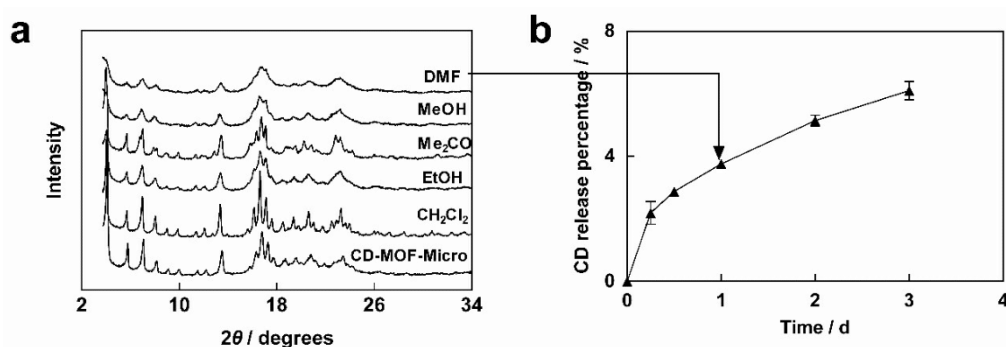 a
DMF
MeOH
Me₂CO
EtOH
CH₂Cl₂
CD-MOF-Micro
Intensity
2 10 18 26 34
2θ / degrees
b
8
4
0
CD release percentage / %
0 1 2 3 4
Time / d